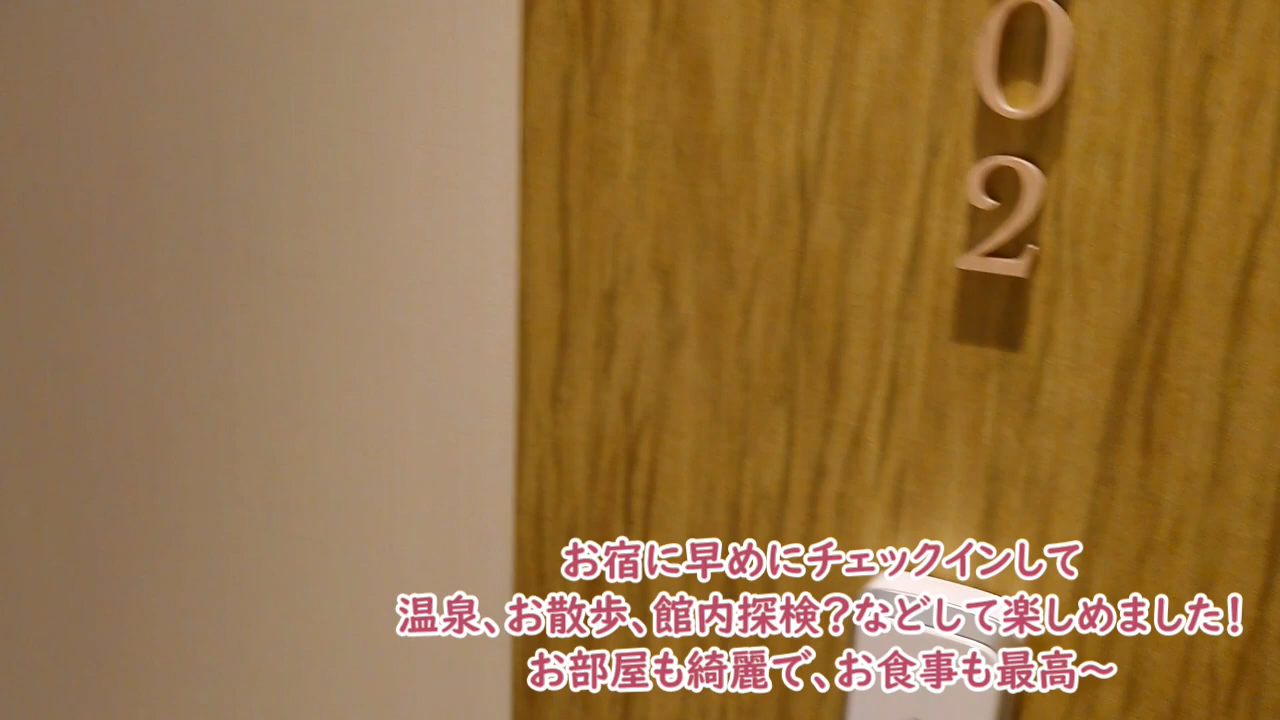 0
2
お宿に早めにチェックインして
温泉、お散歩、館内探検?などして楽しめました!
お部屋も綺麗で、お食事も最高～